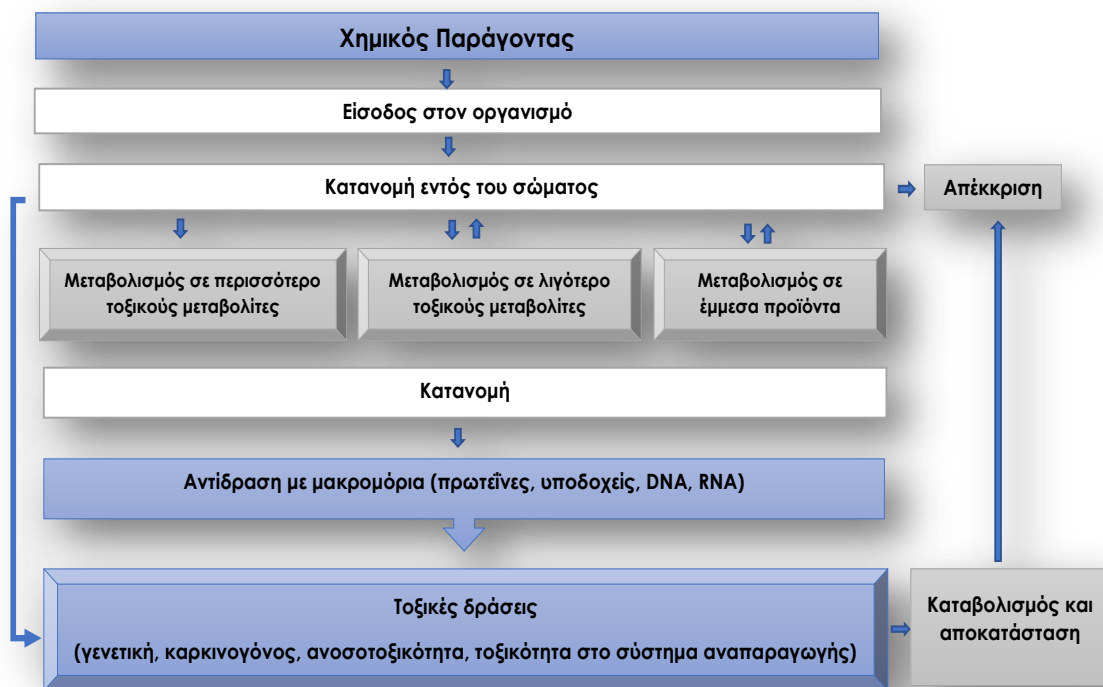 Χημικός Παράγοντας
Είσοδος στον οργανισμό
Κατανομή εντός του σώματος
Απέκκριση
Μεταβολισμός σε περισσότερο
τοξικούς μεταβολίτες
Μεταβολισμός σε λιγότερο
τοξικούς μεταβολίτες
Μεταβολισμός σε
έμμεσα προϊόντα
Κατανομή
Αντίδραση με μακρομόρια (πρωτεΐνες, υποδοχείς, DNA, RNA)
Τοξικές δράσεις
(γενετική, καρκινογόνος, ανοσοτοξικότητα, τοξικότητα στο σύστημα αναπαραγωγής)
Καταβολισμός και
αποκατάσταση